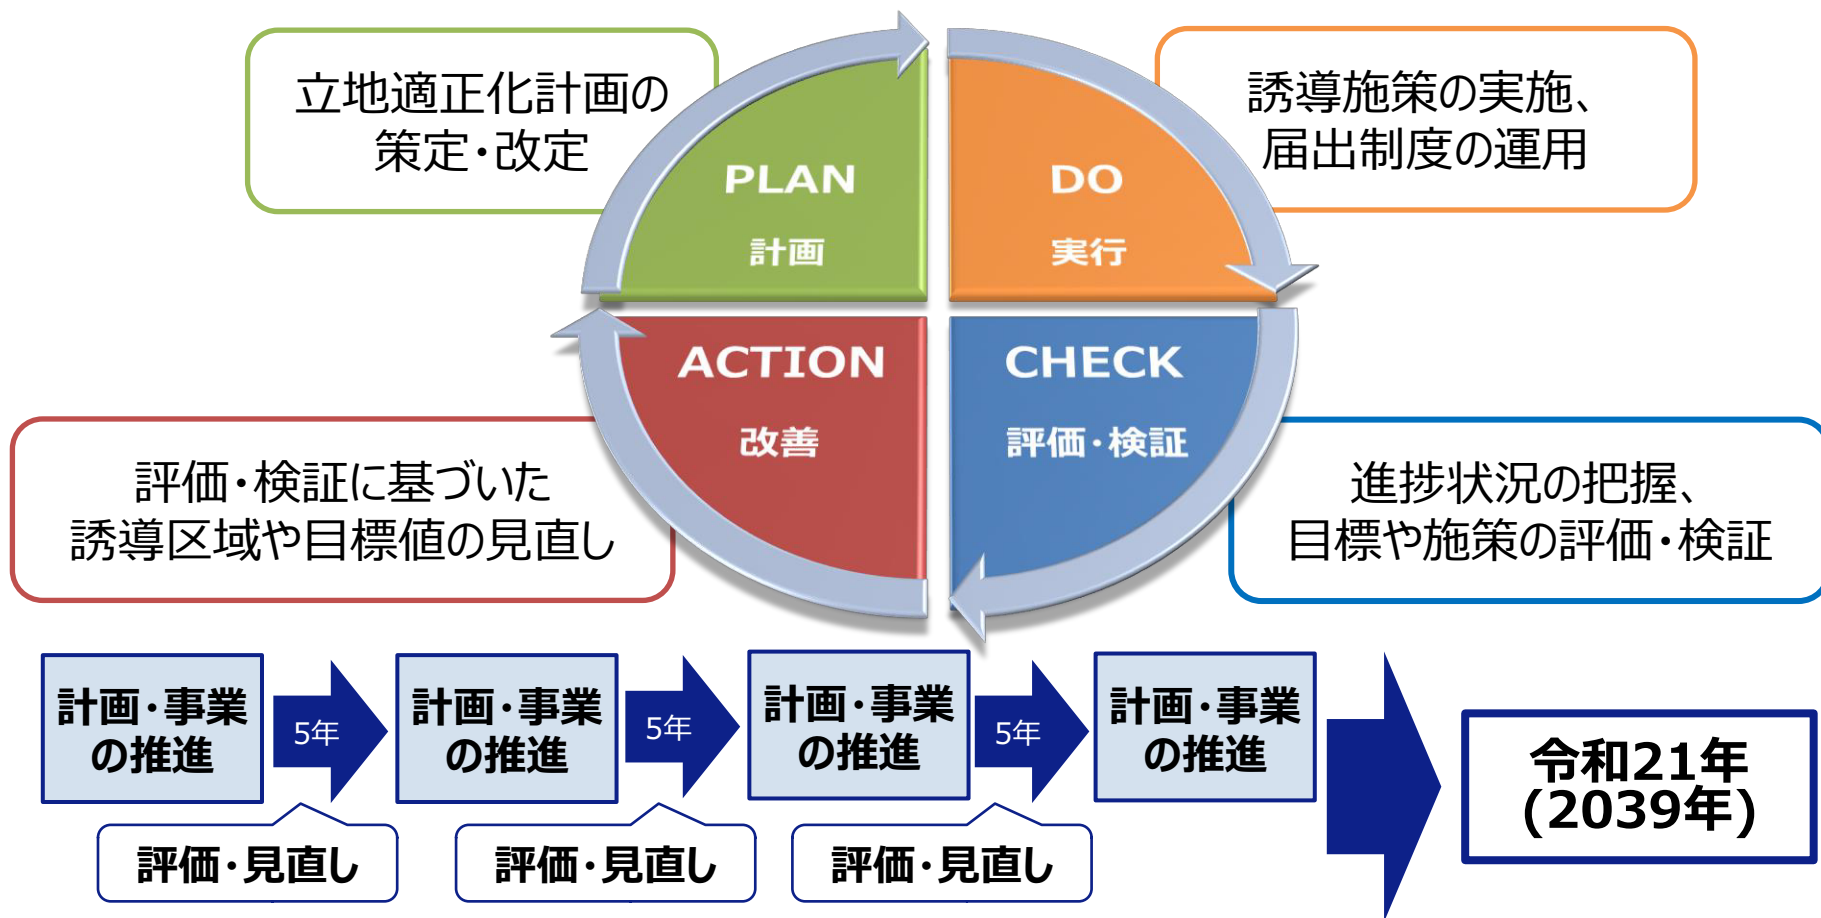 立地適正化計画の
策定・改定
誘導施策の実施、
届出制度の運用
PLAN
計画
DO
実行
ACTION
改善
CHECK
評価・検証
評価・検証に基づいた
誘導区域や目標値の見直し
進捗状況の把握、
目標や施策の評価・検証
計画・事業
の推進
5年
計画・事業
の推進
5年
計画・事業
の推進
5年
計画・事業
の推進
令和21年
(2039年)
評価・見直し
評価・見直し
評価・見直し